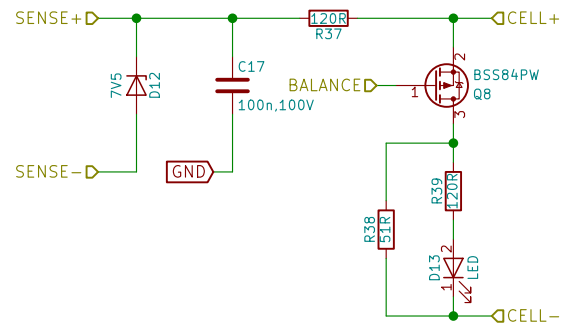 SENSE+
120R
R37
CELL+
7V5
D12
C17
100n,100V
BALANCE
1
2
BSS84PW
Q8
3
SENSE-
GND
R38
51R
R39
120R
D13
2
1
LED
CELL-